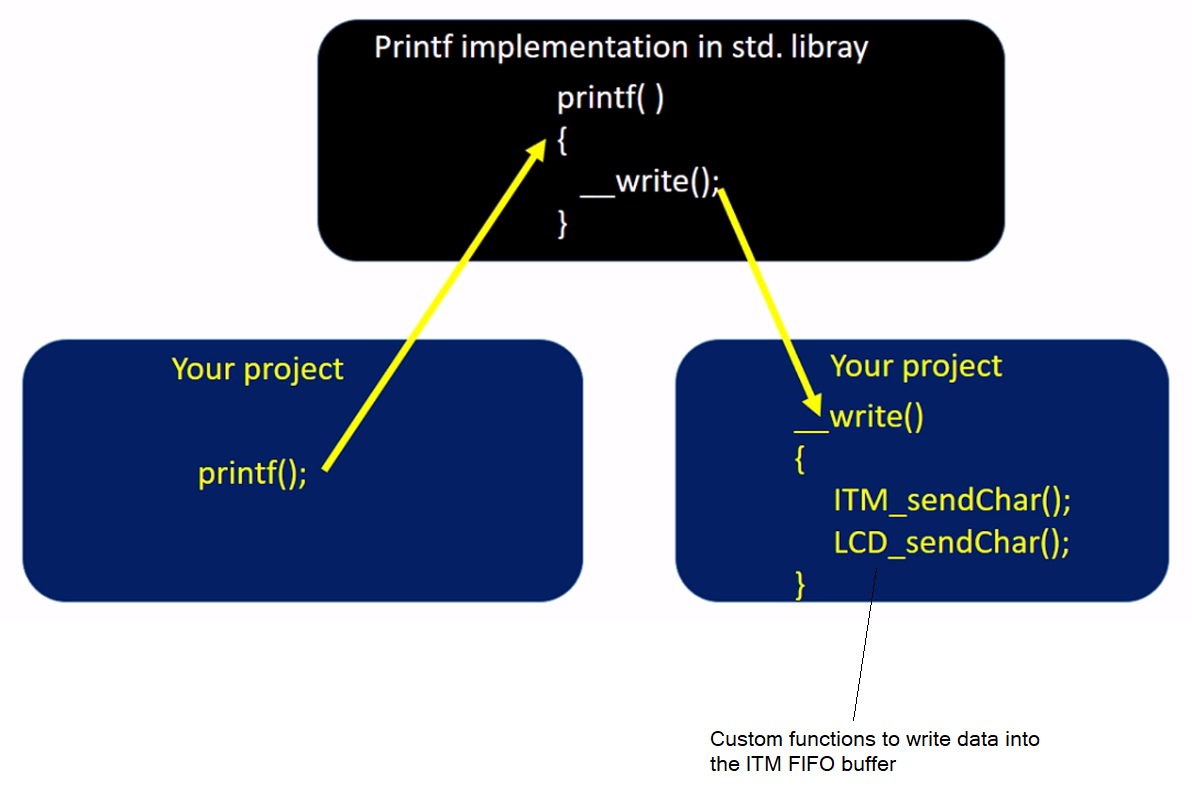 Printf implementation in std. libray
printf( )
{
__write();
}
Your project
printf();
Your project
__write()
{
ITM_sendChar();
LCD_sendChar();
}
Custom functions to write data into
the ITM FIFO buffer